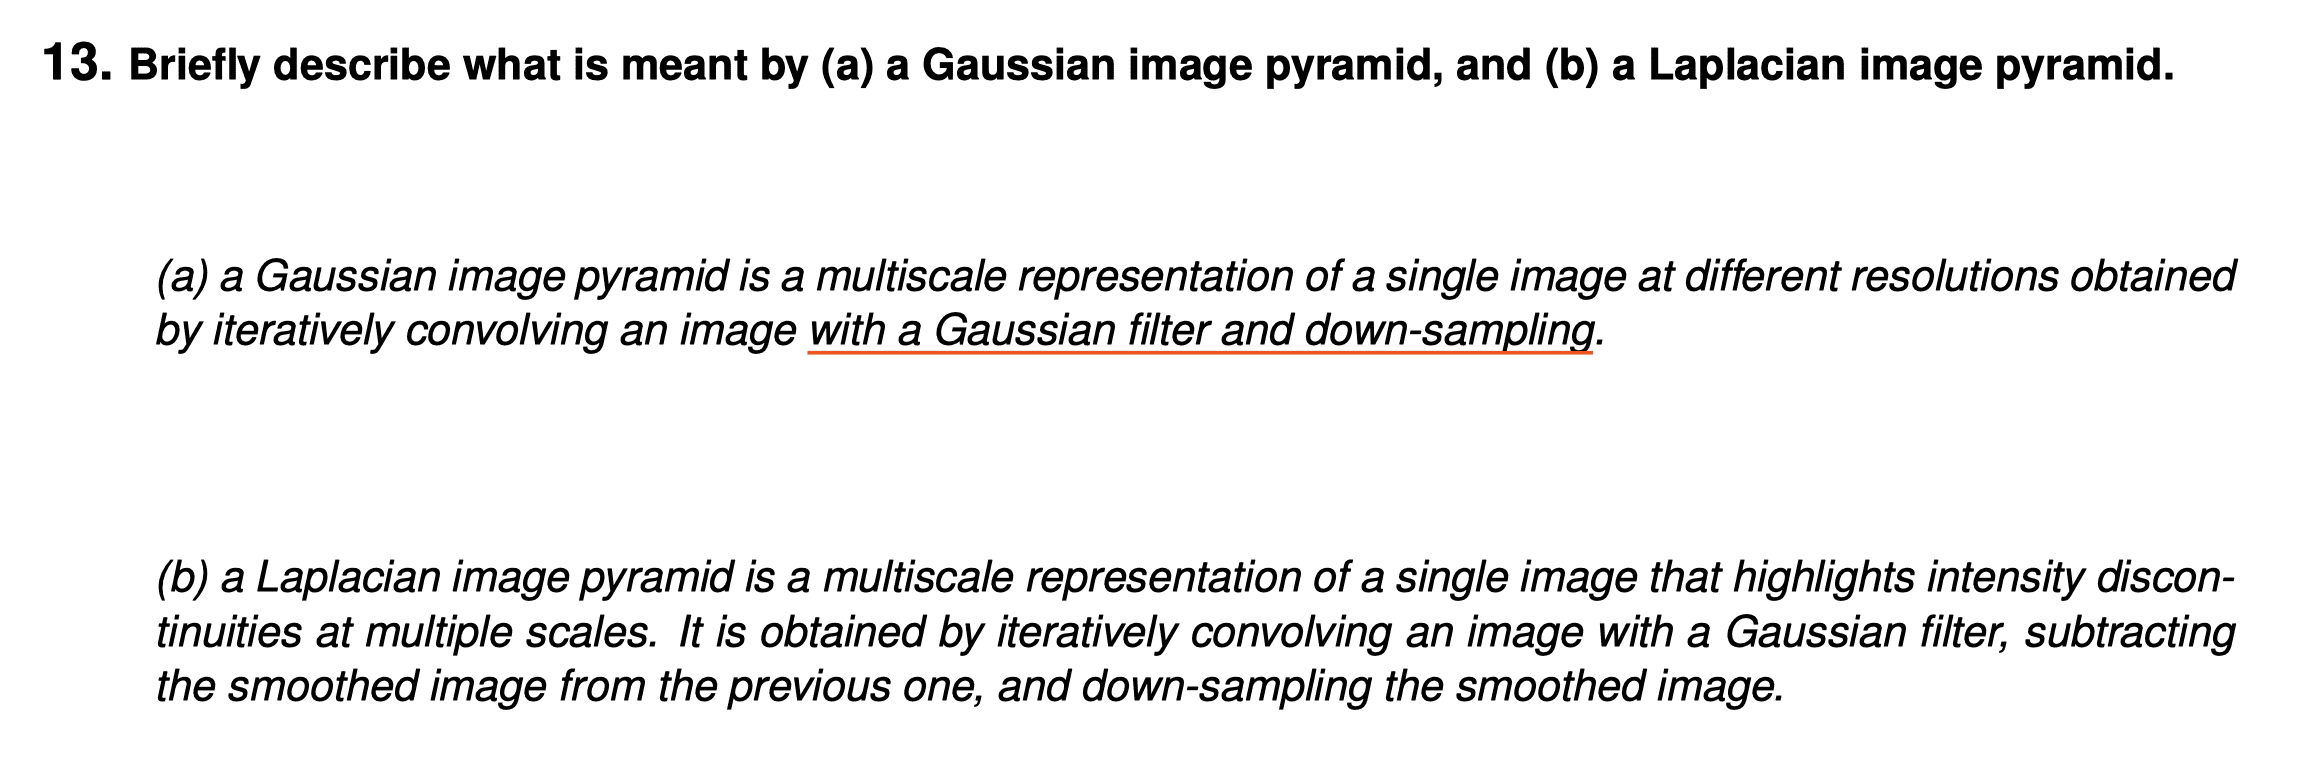 13. Briefly describe what is meant by (a) a Gaussian image pyramid, and (b) a Laplacian image pyramid.
(a) a Gaussian image pyramid is a multiscale representation of a single image at different resolutions obtained
by iteratively convolving an image with a Gaussian filter and down-sampling.
(b) a Laplacian image pyramid is a multiscale representation of a single image that highlights intensity discon-
tinuities at multiple scales. It is obtained by iteratively convolving an image with a Gaussian filter, subtracting
the smoothed image from the previous one, and down-sampling the smoothed image.